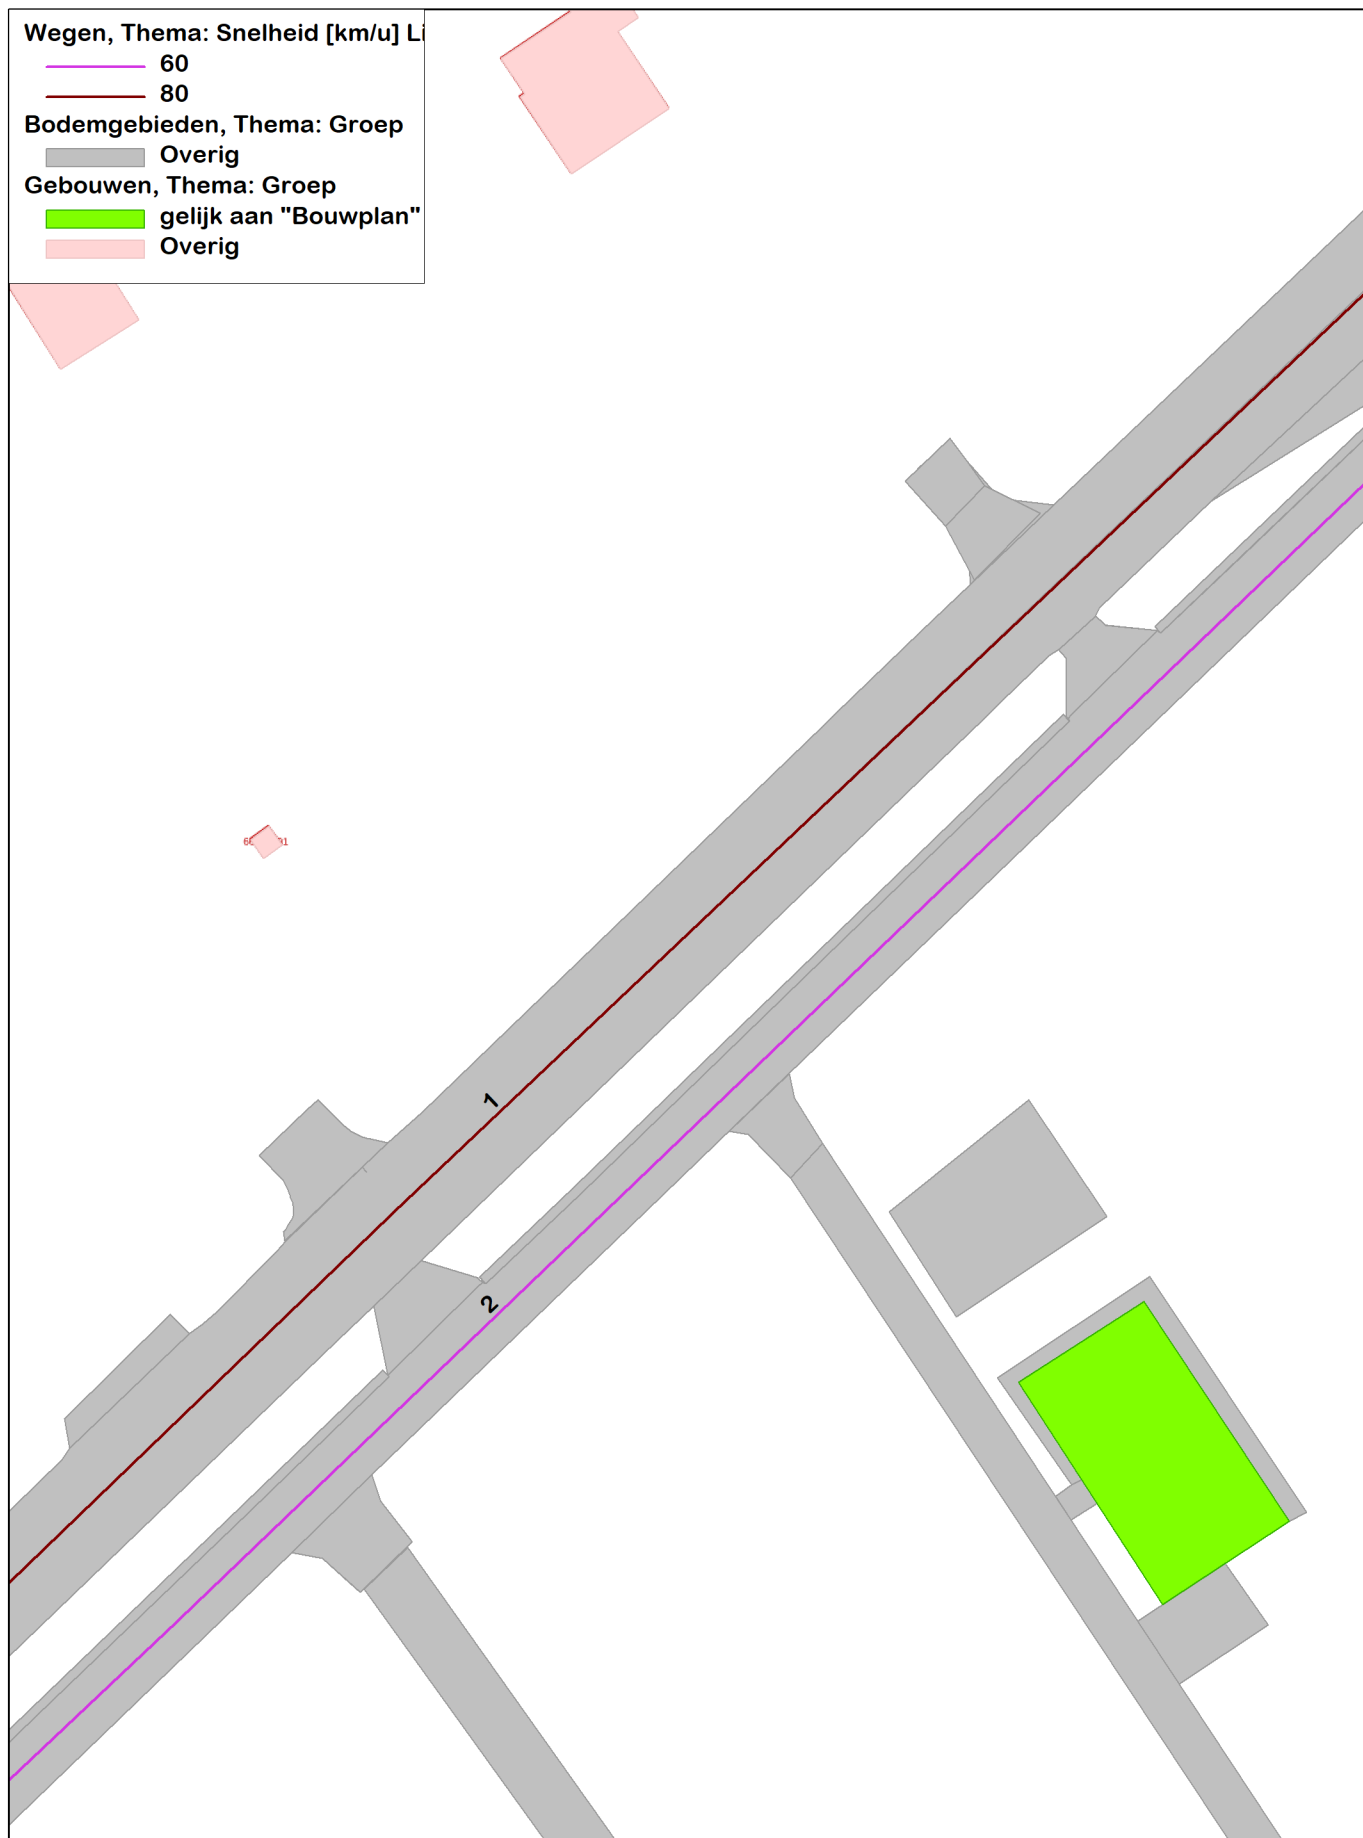 Wegen, Thema: Snelheid [km/u] Li
60
80
Bodemgebieden, Thema: Groep
Overig
Gebouwen, Thema: Groep
gelijk aan "Bouwplan"
Overig
1
2